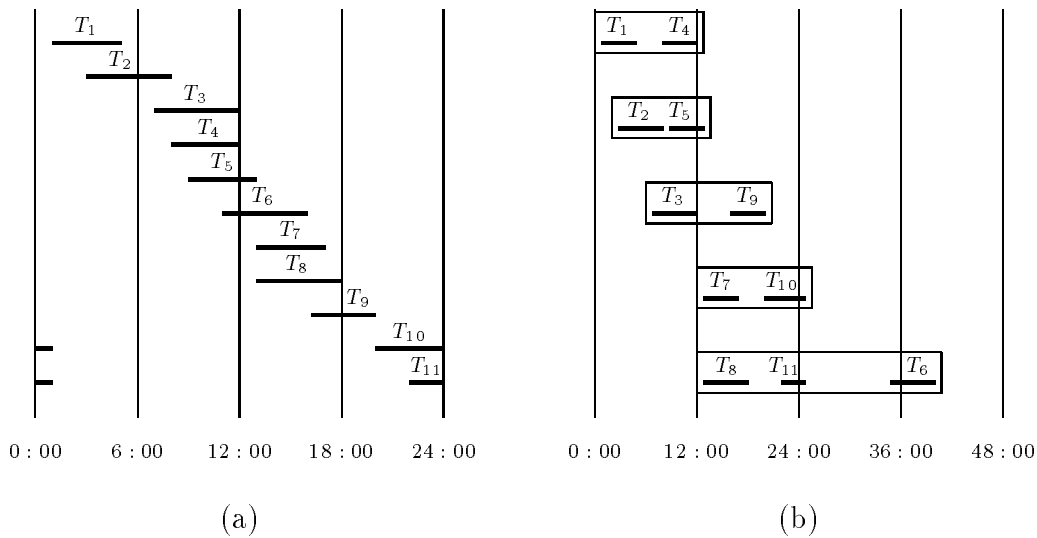 T1
T2
T3
T4
T5
T6
T7
T8
T9
T10
T11
0 : 00 6 : 00 12 : 00 18 : 00 24 : 00
(a)
T1 T4
T2 T5
T3 T9
T7 T10
T8 T11 T6
0 : 00 12 : 00 24 : 00 36 : 00 48 : 00
(b)